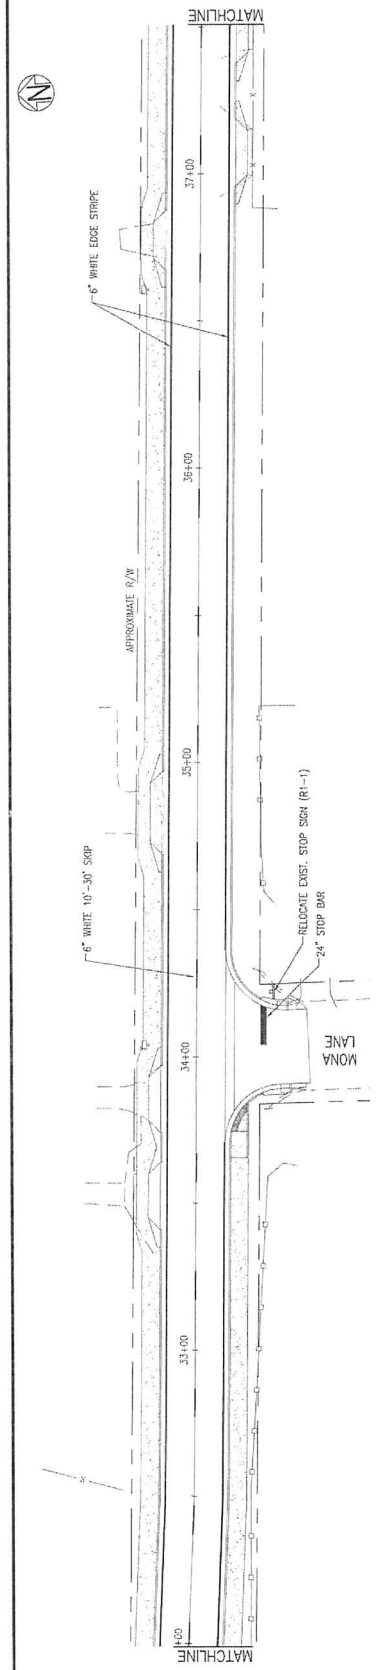 MATCHLINE
N
6" WHITE EDGE STRIPE
37+00
36+00
APPROXIMATE R/W
35+00
6" WHITE 10'-30' SKIP
RELOCATE EXIST. STOP SIGN (R1-1)
24" STOP BAR
34+00
MONA
LANE
33+00
+00
MATCHLINE
X
X
X